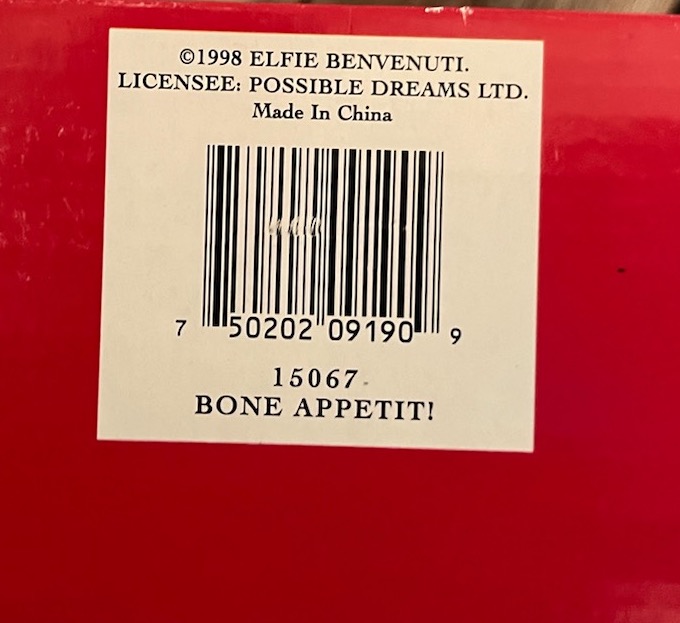 ©1998 ELFIE BENVENUTI.
LICENSEE: POSSIBLE DREAMS LTD.
Made In China
7 50202 09190 9
15067
BONE APPETIT!